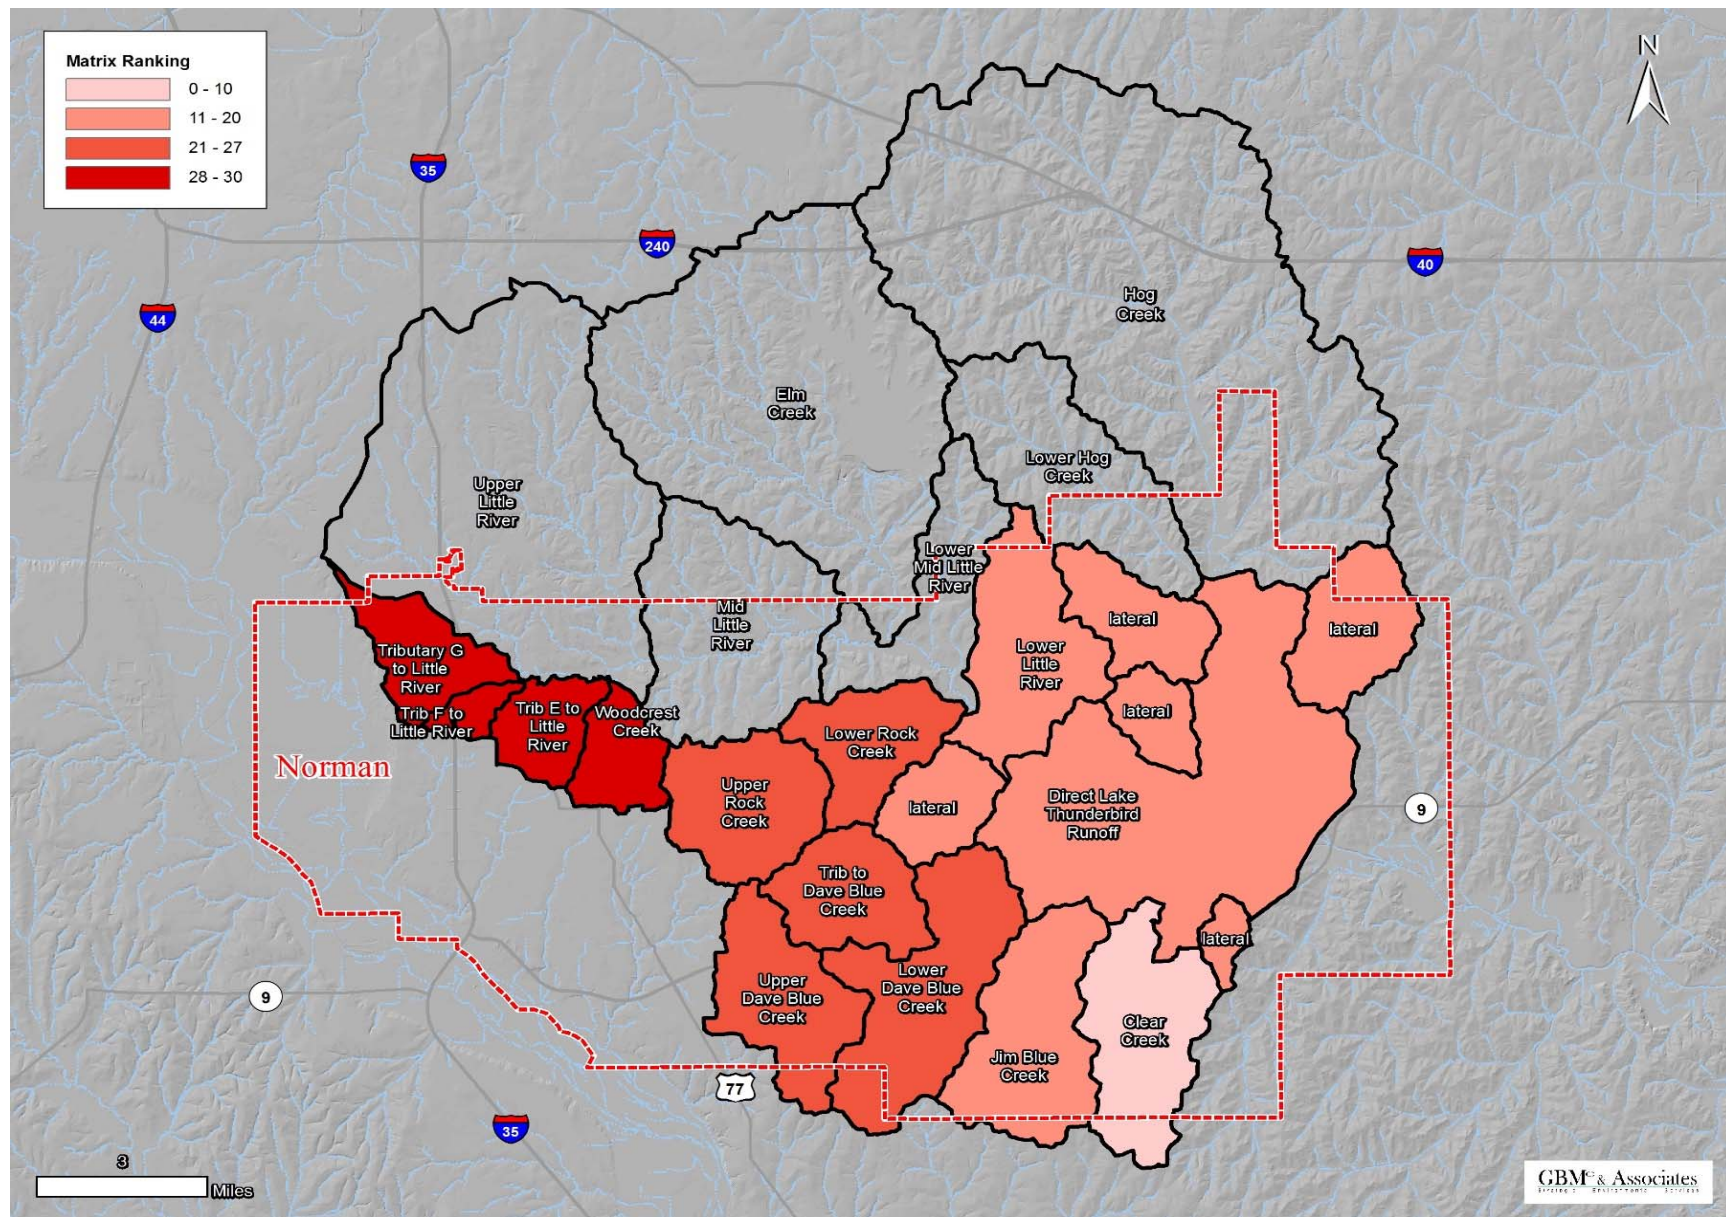 Matrix Ranking
0 - 10
11 - 20
21 - 27
28 - 30
N
35
240
40
44
Hog
Creek
Elm
Creek
Lower Hog
Creek
Upper
Little
River
Lower
Mid Little
River
Mid
Little
River
lateral
lateral
Lower
Little
River
Tributary G
to Little
River
Trib F to
Little River
Trib E to
Little
River
Woodcrest
Creek
lateral
Lower Rock
Creek
Norman
Upper
Rock
Creek
lateral
Direct Lake
Thunderbird
Runoff
9
Trib to
Dave Blue
Creek
lateral
Upper
Dave Blue
Creek
Lower
Dave Blue
Creek
9
Clear
Creek
Jim Blue
Creek
77
35
3
Miles
GBMc & Associates